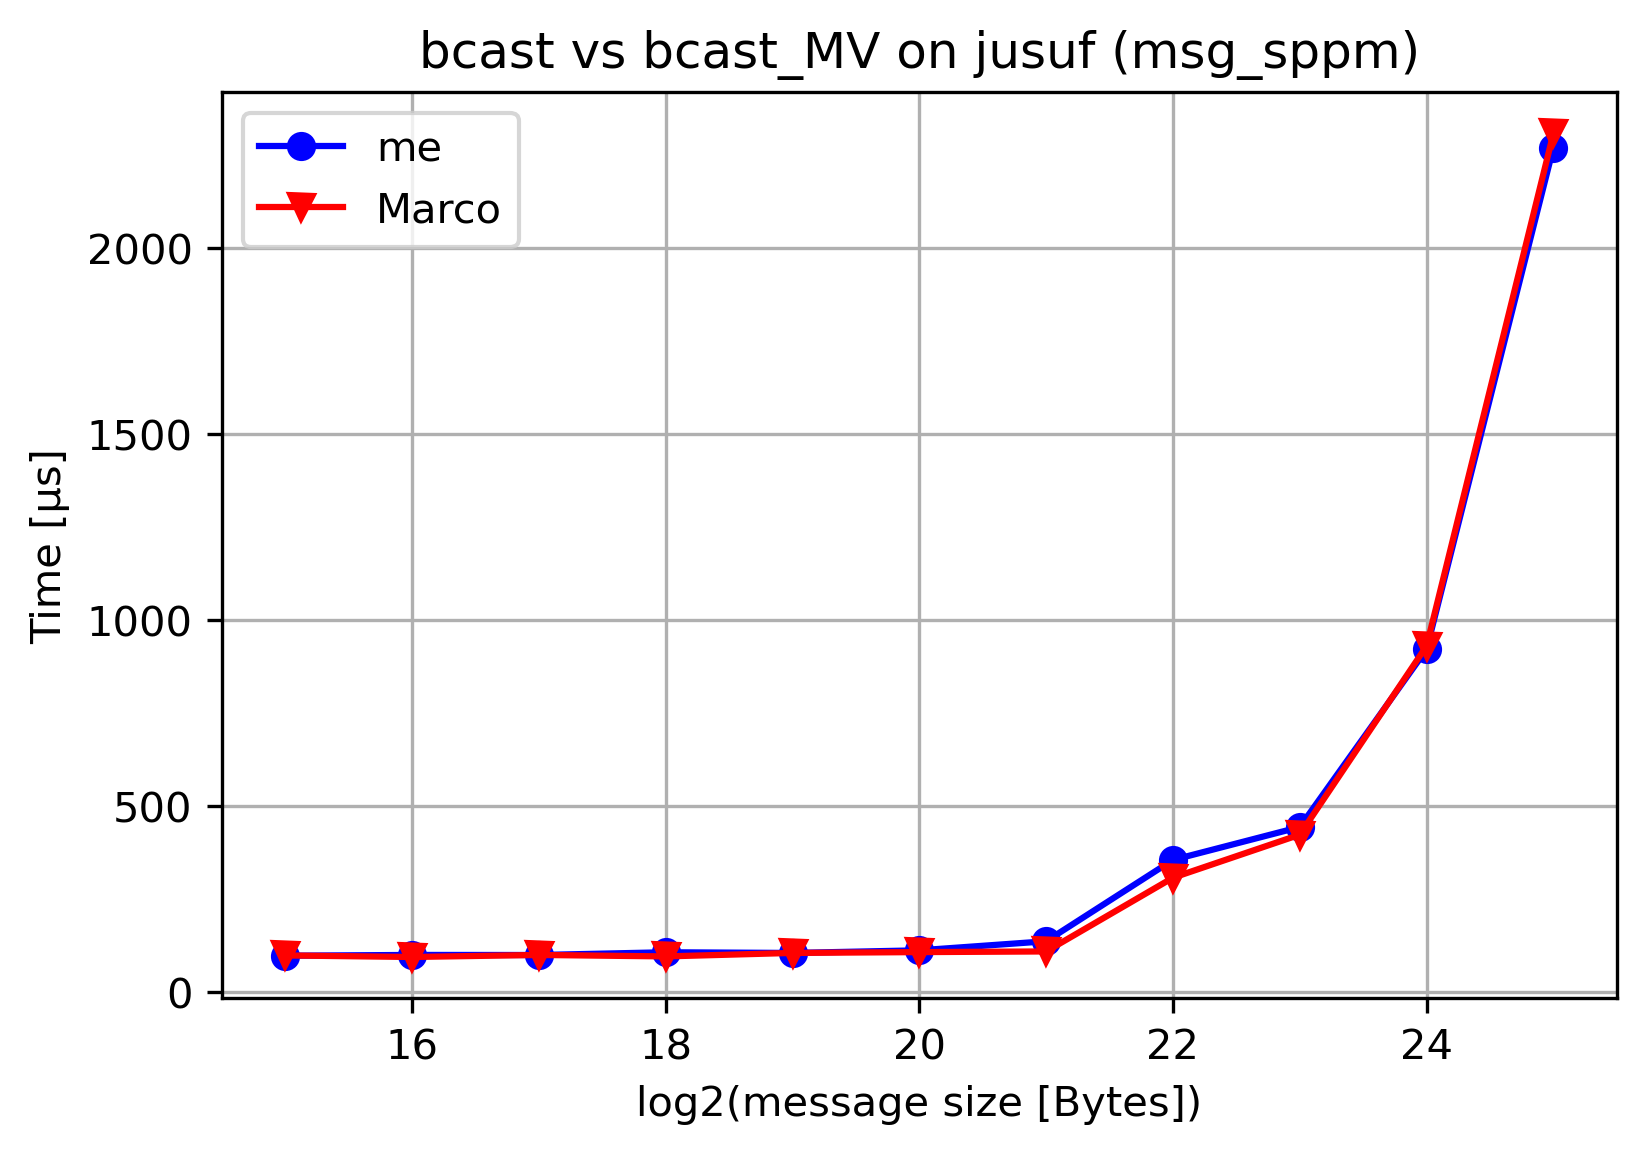 bcast vs bcast_MV on jusuf (msg_sppm)
me
Marco
2000
1500
1000
500
0
Time [µs]
16 18 20 22 24
log2(message size [Bytes])